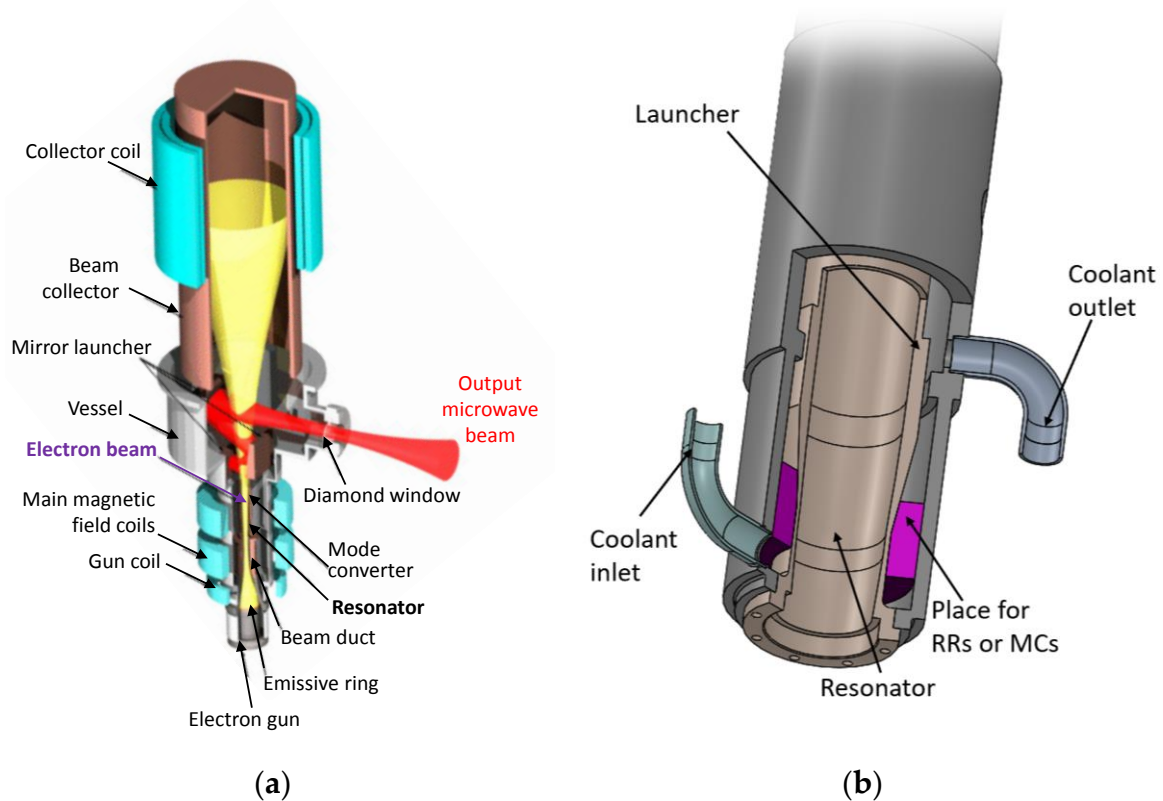 Collector coil
Beam
collector
Mirror launcher
Vessel
Electron beam
Main magnetic
field coils
Gun coil
Output
microwave
beam
Diamond window
Mode
converter
Resonator
Beam duct
Emissive ring
Electron gun
(a)
Launcher
Coolant
outlet
Coolant
inlet
Place for
RRs or MCs
Resonator
(b)